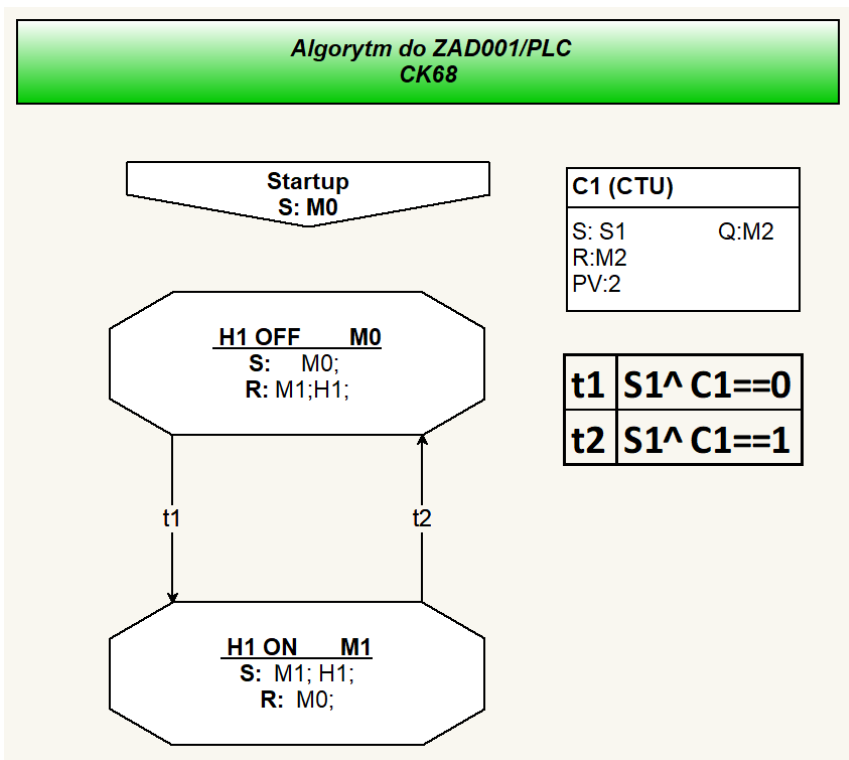 Algorytm do ZAD001/PLC
CK68
Startup
S: M0
C1 (CTU)
S: S1 Q:M2
R:M2
PV:2
H1 OFF M0
S: M0;
R: M1;H1;
t1 S1^ C1==0
t2 S1^ C1==1
t1 t2
H1 ON M1
S: M1; H1;
R: M0;